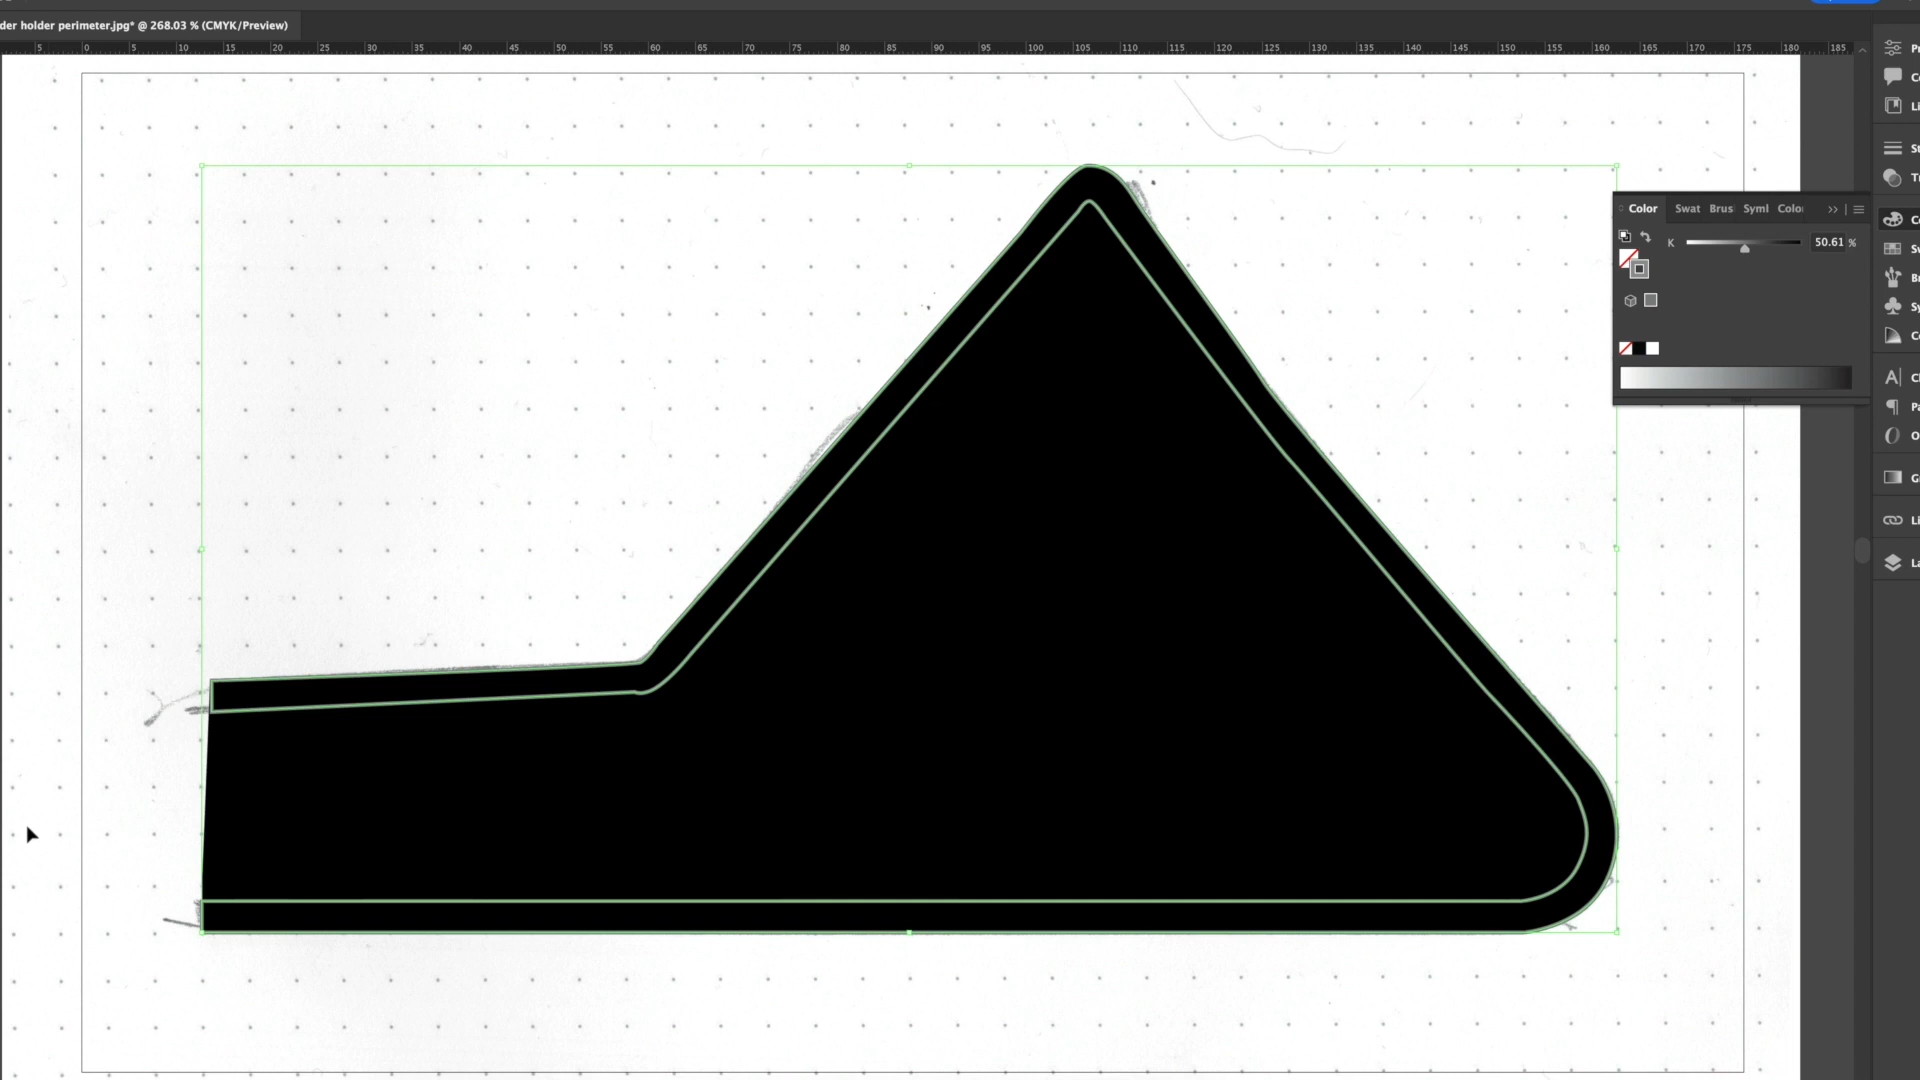 der holder perimeter.jpg* @ 268.03 % (CMYK/Preview)
5 0 5 10 15 20 25 30 35 40 45 50 55 60 65 70 75 80 85 90 95 100 105 110 115 120 125 130 135 140 145 150 155 160 165 170 175 180 185
Color Swat Brus Syml Colo
K 50.61 %